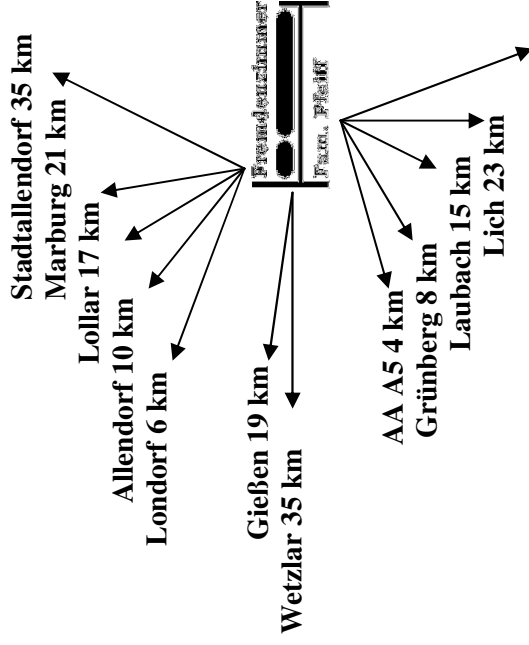 Stadtallendorf 35 km
Marburg 21 km
Lollar 17 km
Allendorf 10 km
Londorf 6 km
Gießen 19 km
Wetzlar 35 km
Fremdenzimmer
Fam. Pfeiff
AA A5 4 km
Grünberg 8 km
Laubach 15 km
Lich 23 km